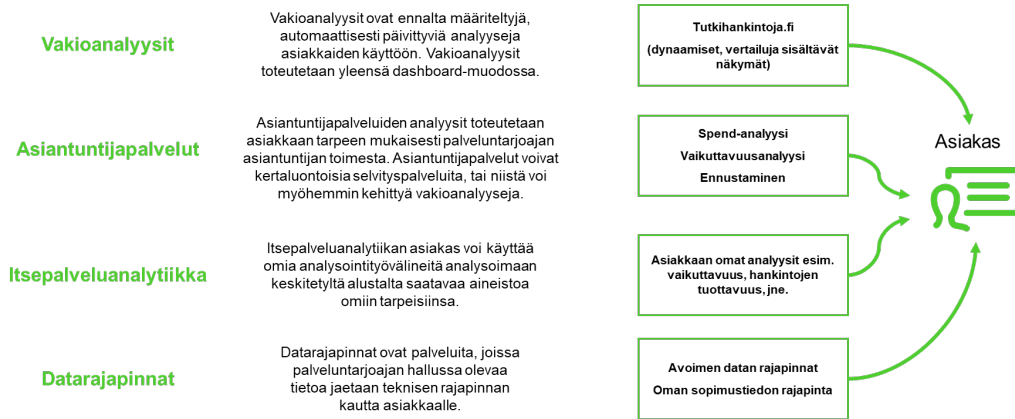 Vakioanalyysit
Vakioanalyysit ovat ennalta määriteltyjä,
automaattisesti päivittyviä analyyseja
asiakkaiden käyttöön. Vakioanalyysit
toteutetaan yleensä dashboard-muodossa.
Tutkihankintoja.fi
(dynaamiset, vertailuja sisältävät
näkymät)
Asiantuntijapalvelut
Asiantuntijapalveluiden analyysit toteutetaan
asiakkaan tarpeen mukaisesti palveluntarjoajan
asiantuntijan toimesta. Asiantuntijapalvelut voivat
kertaluontoisia selvityspalveluita, tai niistä voi
myöhemmin kehittyä vakioanalyyseja.
Spend-analyysi
Vaikuttavuusanalyysi
Ennustaminen
Asiakas
Itsepalveluanalytiikka
Itsepalveluanalytiikan asiakas voi käyttää
omia analysointityövälineitä analysoimaan
keskitetyltä alustalta saatavaa aineistoa
omiin tarpeisiinsa.
Asiakkaan omat analyysit esim.
vaikuttavuus, hankintojen
tuottavuus, jne.
Datarajapinnat
Datarajapinnat ovat palveluita, joissa
palveluntarjoajan hallussa olevaa
tietoa jaetaan teknisen rajapinnan
kautta asiakkaalle.
Avoimen datan rajapinnat
Oman sopimustiedon rajapinta